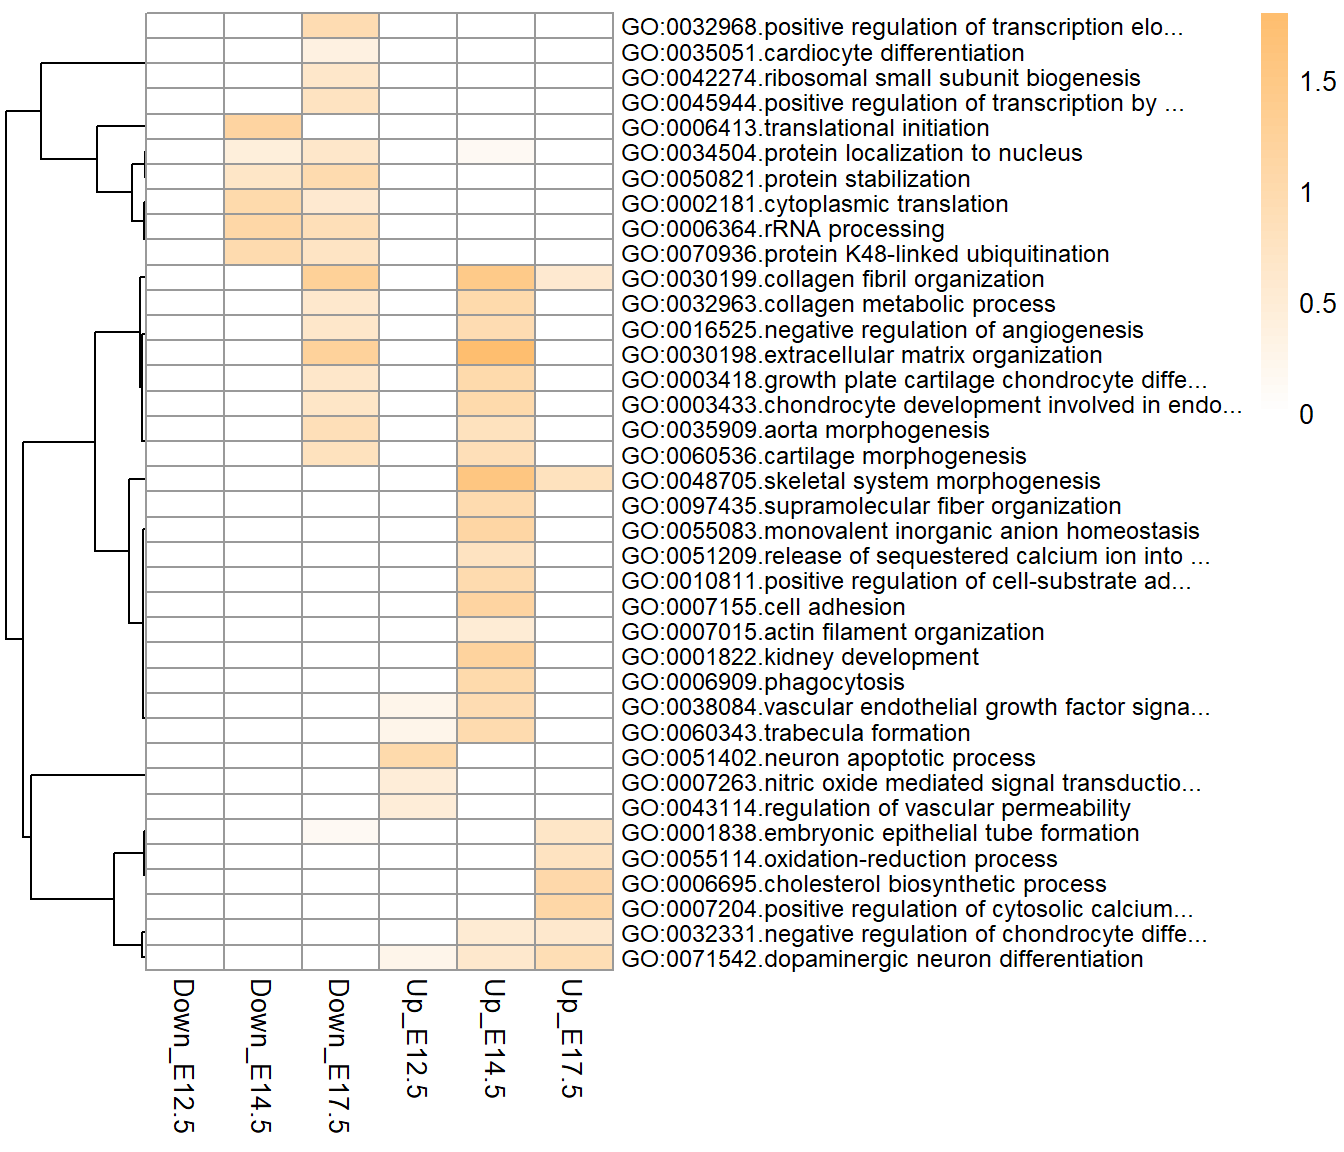 GO:0032968.positive regulation of transcription elo...
GO:0035051.cardiocyte differentiation
GO:0042274.ribosomal small subunit biogenesis
GO:0045944.positive regulation of transcription by ...
GO:0006413.translational initiation
GO:0034504.protein localization to nucleus
GO:0050821.protein stabilization
GO:0002181.cytoplasmic translation
GO:0006364.rRNA processing
GO:0070936.protein K48-linked ubiquitination
GO:0030199.collagen fibril organization
GO:0032963.collagen metabolic process
GO:0016525.negative regulation of angiogenesis
GO:0030198.extracellular matrix organization
GO:0003418.growth plate cartilage chondrocyte diffe...
GO:0003433.chondrocyte development involved in endo...
GO:0035909.aorta morphogenesis
GO:0060536.cartilage morphogenesis
GO:0048705.skeletal system morphogenesis
GO:0097435.supramolecular fiber organization
GO:0055083.monovalent inorganic anion homeostasis
GO:0051209.release of sequestered calcium ion into ...
GO:0010811.positive regulation of cell-substrate ad...
GO:0007155.cell adhesion
GO:0007015.actin filament organization
GO:0001822.kidney development
GO:0006909.phagocytosis
GO:0038084.vascular endothelial growth factor signa...
GO:0060343.trabecula formation
GO:0051402.neuron apoptotic process
GO:0007263.nitric oxide mediated signal transductio...
GO:0043114.regulation of vascular permeability
GO:0001838.embryonic epithelial tube formation
GO:0055114.oxidation-reduction process
GO:0006695.cholesterol biosynthetic process
GO:0007204.positive regulation of cytosolic calcium...
GO:0032331.negative regulation of chondrocyte diffe...
GO:0071542.dopaminergic neuron differentiation
1.5
1
0.5
0
Down_E12.5
Down_E14.5
Down_E17.5
Up_E12.5
Up_E14.5
Up_E17.5